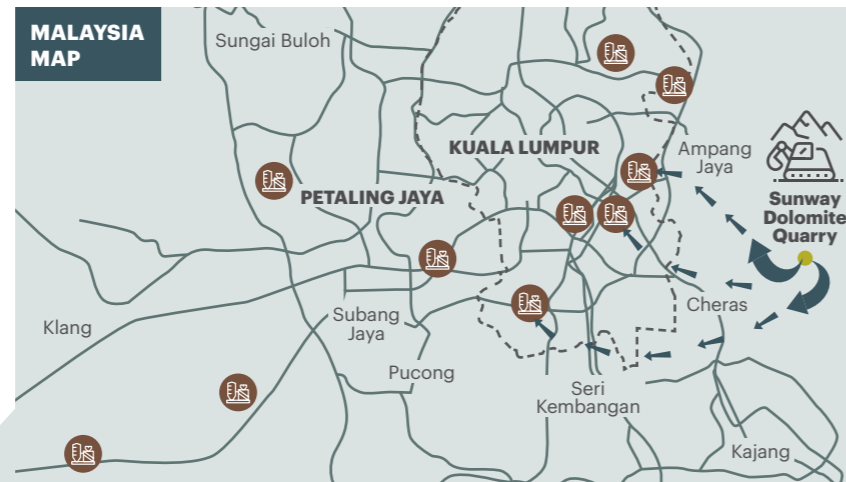 MALAYSIA
MAP
Sungai Buloh
KUALA LUMPUR
Ampang
Jaya
PETALING JAYA
Sunway
Dolomite
Quarry
Klang
Subang
Jaya
Cheras
Pucong
Seri
Kembangan
Kajang